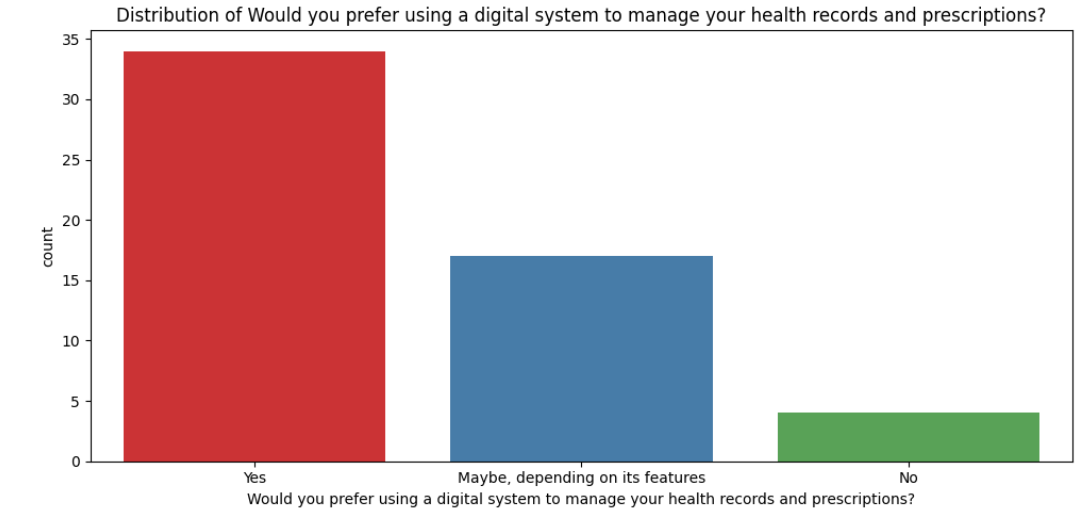 Distribution of Would you prefer using a digital system to manage your health records and prescriptions?
35
30
25
20
15
10
5
0
count
Yes
Maybe, depending on its features
No
Would you prefer using a digital system to manage your health records and prescriptions?